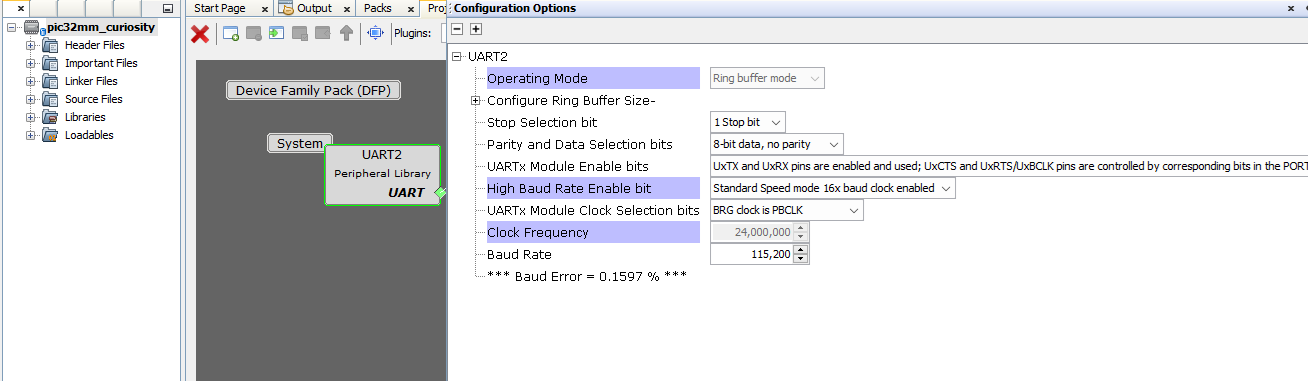 Start Page
Output
Packs
Proj
Configuration Options
pic32mm_curiosity
Header Files
Important Files
Linker Files
Source Files
Libraries
Loadables
Plugins:
Device Family Pack (DFP)
System
UART2
Peripheral Library
UART
UART2
Operating Mode Ring buffer mode
Configure Ring Buffer Size-
Stop Selection bit 1 Stop bit
Parity and Data Selection bits 8-bit data, no parity
UARTx Module Enable bits UxTX and UxRX pins are enabled and used; UxCTS and UxRTS/UxBCLK pins are controlled by corresponding bits in the PORT
High Baud Rate Enable bit Standard Speed mode 16x baud clock enabled
UARTx Module Clock Selection bits BRG clock is PBCLK
Clock Frequency 24,000,000
Baud Rate 115,200
*** Baud Error = 0.1597 % ***